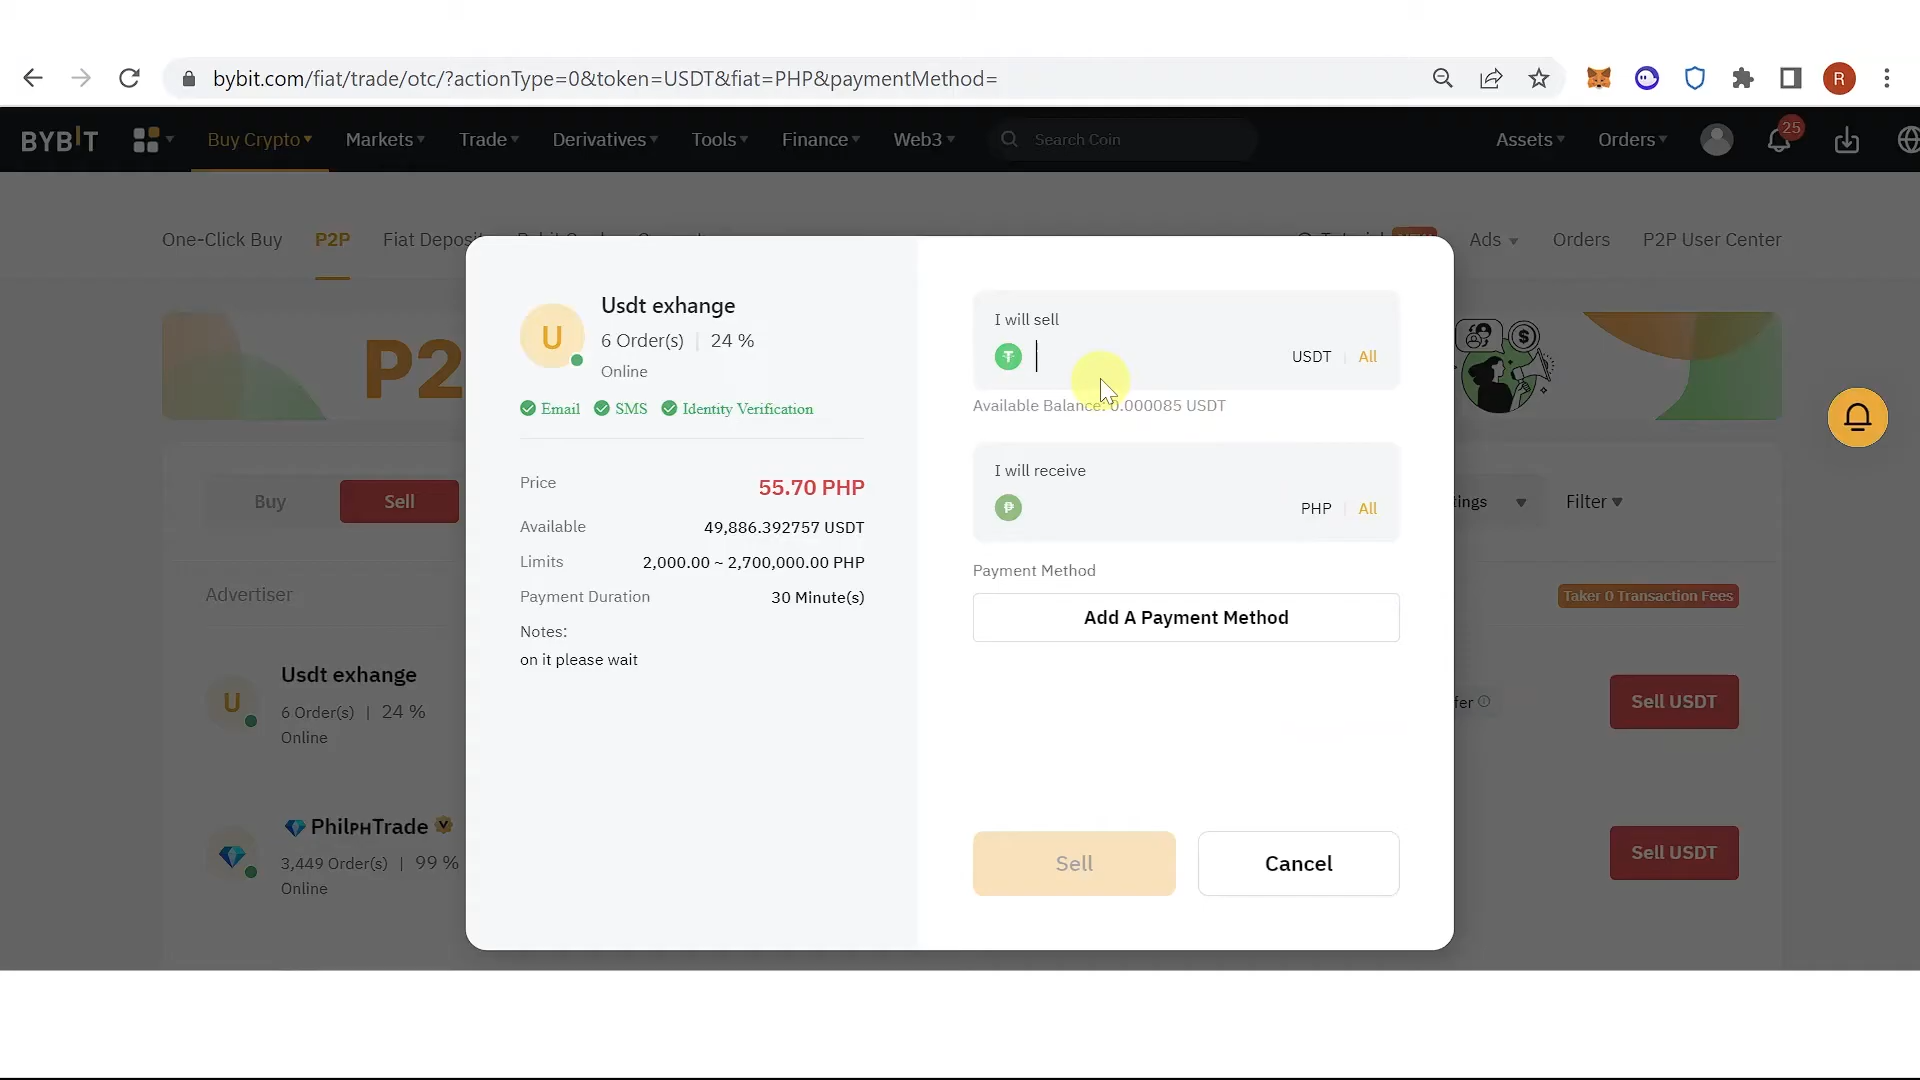 bybit.com/fiat/trade/otc/?actionType=0&token=USDT&fiat=PHP&paymentMethod=
R
BYBIT Buy Crypto Markets Trade Derivatives Tools Finance Web3 Search Coin Assets Orders 25
One-Click Buy P2P Fiat Deposit Ads Orders P2P User Center
P2
Usdt exhange
U
6 Order(s) | 24 %
Online
Email SMS Identity Verification
Price 55.70 PHP
Available 49,886.392757 USDT
Limits 2,000.00 ~ 2,700,000.00 PHP
Payment Duration 30 Minute(s)
Notes:
on it please wait
I will sell
USDT | All
Available Balance: 0.000085 USDT
I will receive
PHP | All
Payment Method
Add A Payment Method
Sell Cancel
Buy Sell
Filter
Advertiser
Taker 0 Transaction Fees
Usdt exhange
U
6 Order(s) | 24 %
Online
fer
Sell USDT
PhilᴘʜTrade
3,449 Order(s) | 99 %
Online
Sell USDT